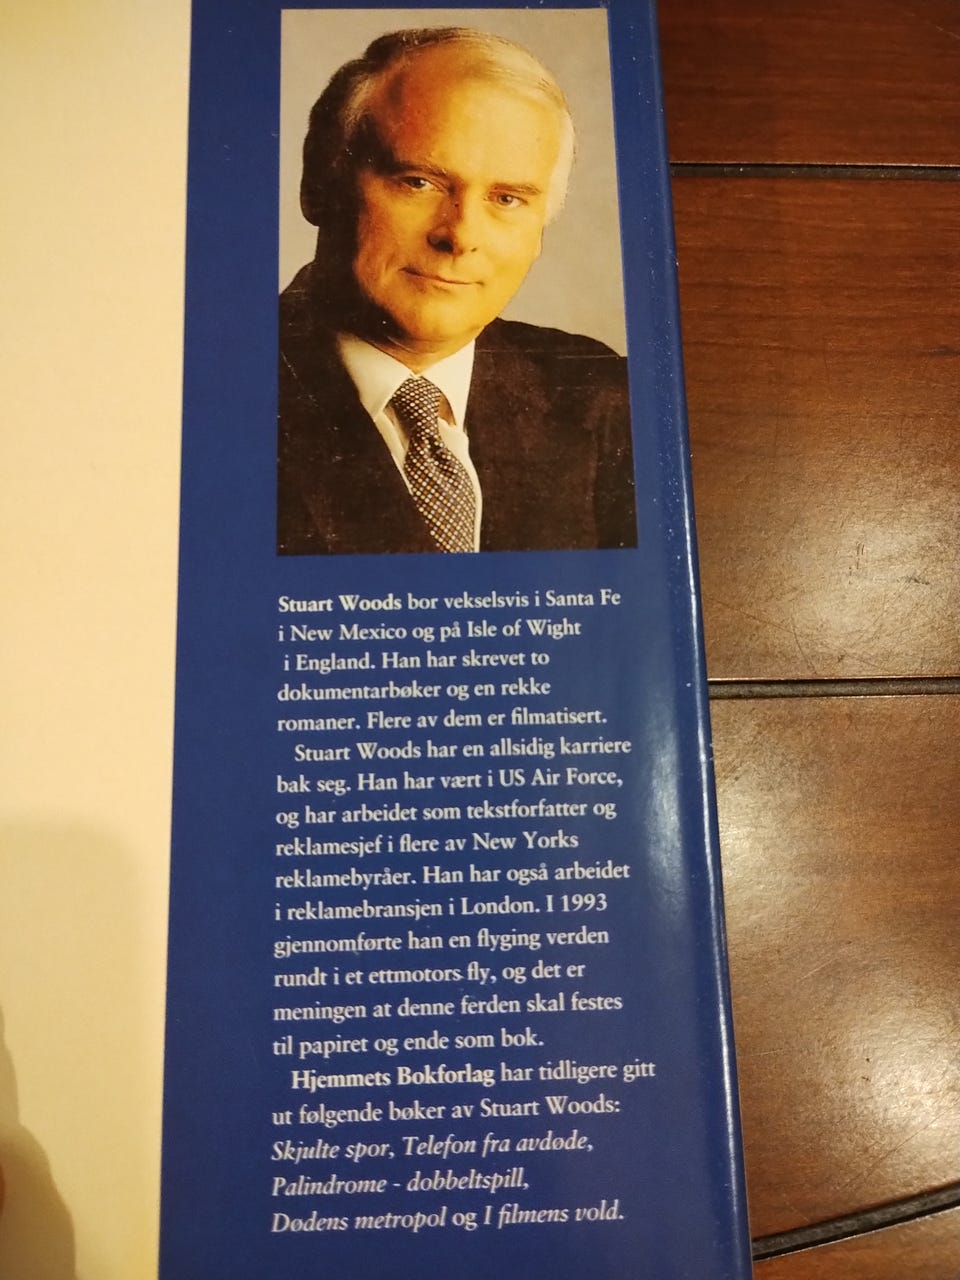 Stuart Woods bor vekselsvis i Santa Fe
i New Mexico og på Isle of Wight
i England. Han har skrevet to
dokumentarbøker og en rekke
romaner. Flere av dem er filmatisert.
Stuart Woods har en allsidig karriere
bak seg. Han har vært i US Air Force,
og har arbeidet som tekstforfatter og
reklamesjef i flere av New Yorks
reklamebyråer. Han har også arbeidet
i reklamebransjen i London. I 1993
gjennomførte han en flyging verden
rundt i et ettmotors fly, og det er
meningen at denne ferden skal festes
til papiret og ende som bok.
Hjemmets Bokforlag har tidligere gitt
ut følgende bøker av Stuart Woods:
Skjulte spor, Telefon fra avdøde,
Palindrome - dobbeltspill,
Dødens metropol og I filmens vold.